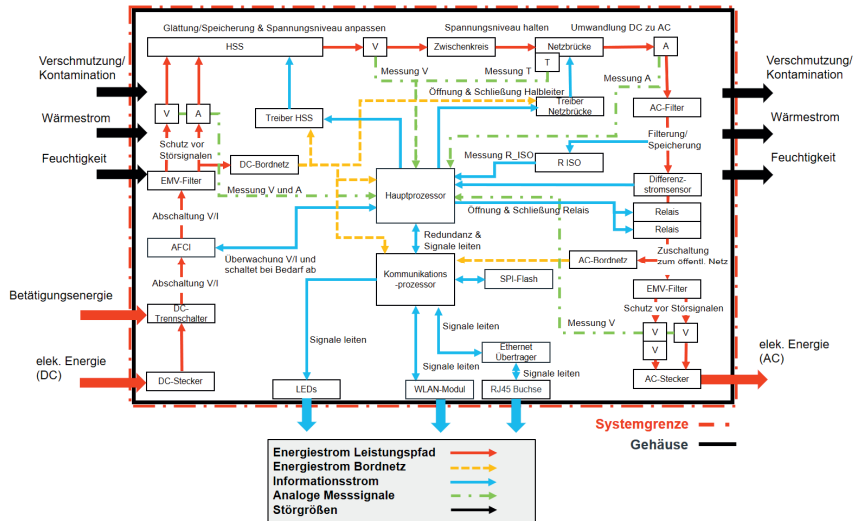 Glättung/Speicherung & Spannungsniveau anpassen
Spannungsniveau halten
Umwandlung DC zu AC
HSS
V
Zwischenkreis
Netzbrücke
A
T
Verschmutzung/
Kontamination
Messung V
Messung T
Messung A
Verschmutzung/
Kontamination
Öffnung & Schließung Halbleiter
V
A
Treiber HSS
Treiber
Netzbrücke
AC-Filter
Wärmestrom
Wärmestrom
Schutz vor
Störsignalen
Filterung/
Speicherung
Feuchtigkeit
DC-Bordnetz
Messung R_ISO
R ISO
Feuchtigkeit
EMV-Filter
Messung V und A
Hauptprozessor
Differenz-
stromsensor
Abschaltung V/I
Öffnung & Schließung Relais
Relais
Relais
AFCI
Redundanz &
Signale leiten
Überwachung V/I und
schaltet bei Bedarf ab
Zuschaltung
zum öffentl. Netz
AC-Bordnetz
Kommunikations
-prozessor
SPI-Flash
Abschaltung V/I
EMV-Filter
Betätigungsenergie
DC-
Trennschalter
Schutz vor Störsignalen
Messung V
V
V
V
Signale leiten
Ethernet
Übertrager
elek. Energie
(DC)
Signale leiten
Signale leiten
elek. Energie
(AC)
DC-Stecker
LEDs
WLAN-Modul
RJ45 Buchse
AC-Stecker
Systemgrenze
Gehäuse
Energiestrom Leistungspfad
Energiestrom Bordnetz
Informationsstrom
Analoge Messsignale
Störgrößen